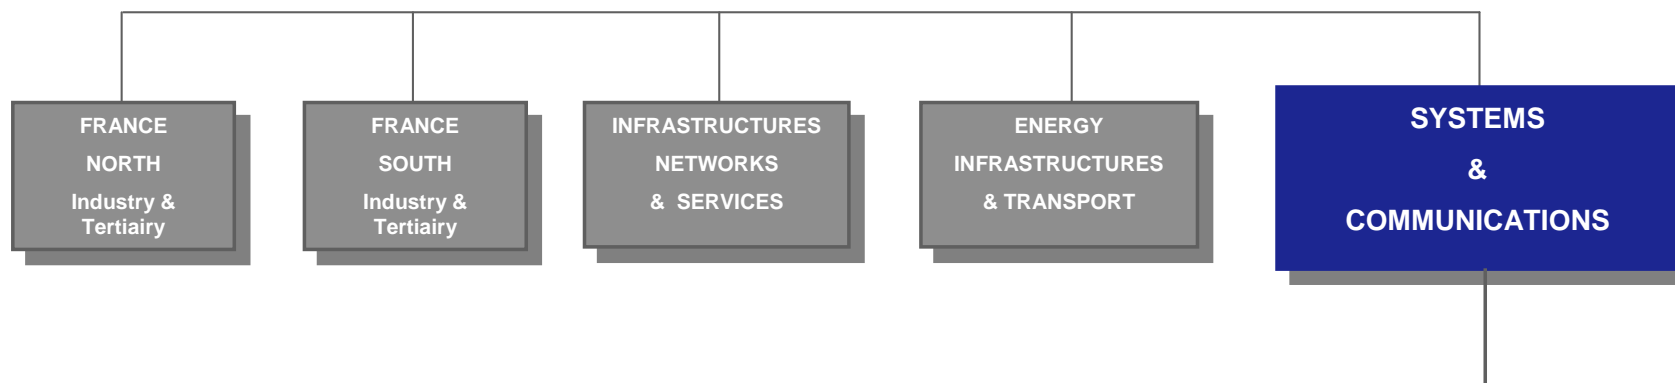 FRANCE
NORTH
Industry &
Tertiairy
FRANCE
SOUTH
Industry &
Tertiairy
INFRASTRUCTURES
NETWORKS
& SERVICES
ENERGY
INFRASTRUCTURES
& TRANSPORT
SYSTEMS
&
COMMUNICATIONS